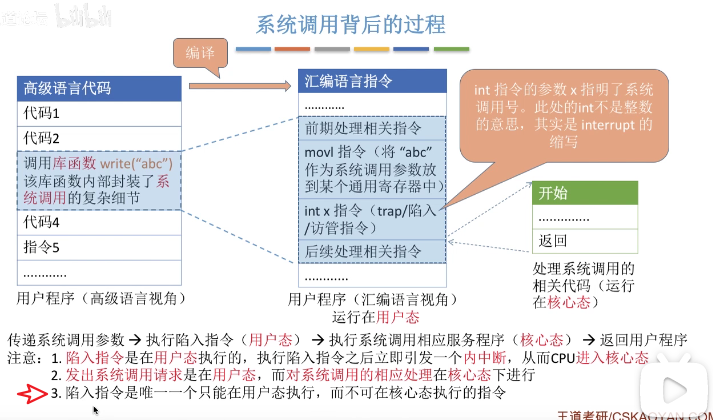 bilibili
系统调用背后的过程
编译
高级语言代码
代码1
代码2
调用库函数 write(“abc”)
该库函数内部封装了系
统调用的复杂细节
代码4
指令5
............
用户程序（高级语言视角）
汇编语言指令
............
前期处理相关指令
movl 指令（将 “abc”
作为系统调用参数放
到某个通用寄存器中）
int x 指令（trap/陷入
/访管指令）
后续处理相关指令
............
用户程序（汇编语言视角）
运行在用户态
int 指令的参数 x 指明了系统
调用号。此处的int不是整数
的意思，其实是 interrupt 的
缩写
开始
..............
返回
处理系统调用的
相关代码（运行
在核心态）
传递系统调用参数 → 执行陷入指令（用户态） → 执行系统调用相应服务程序（核心态） → 返回用户程序
注意：1. 陷入指令是在用户态执行的，执行陷入指令之后立即引发一个内中断，从而CPU进入核心态
2. 发出系统调用请求是在用户态，而对系统调用的相应处理在核心态下进行
3. 陷入指令是唯一一个只能在用户态执行，而不可在核心态执行的指令
王道考研/CSKAOYAN.COM